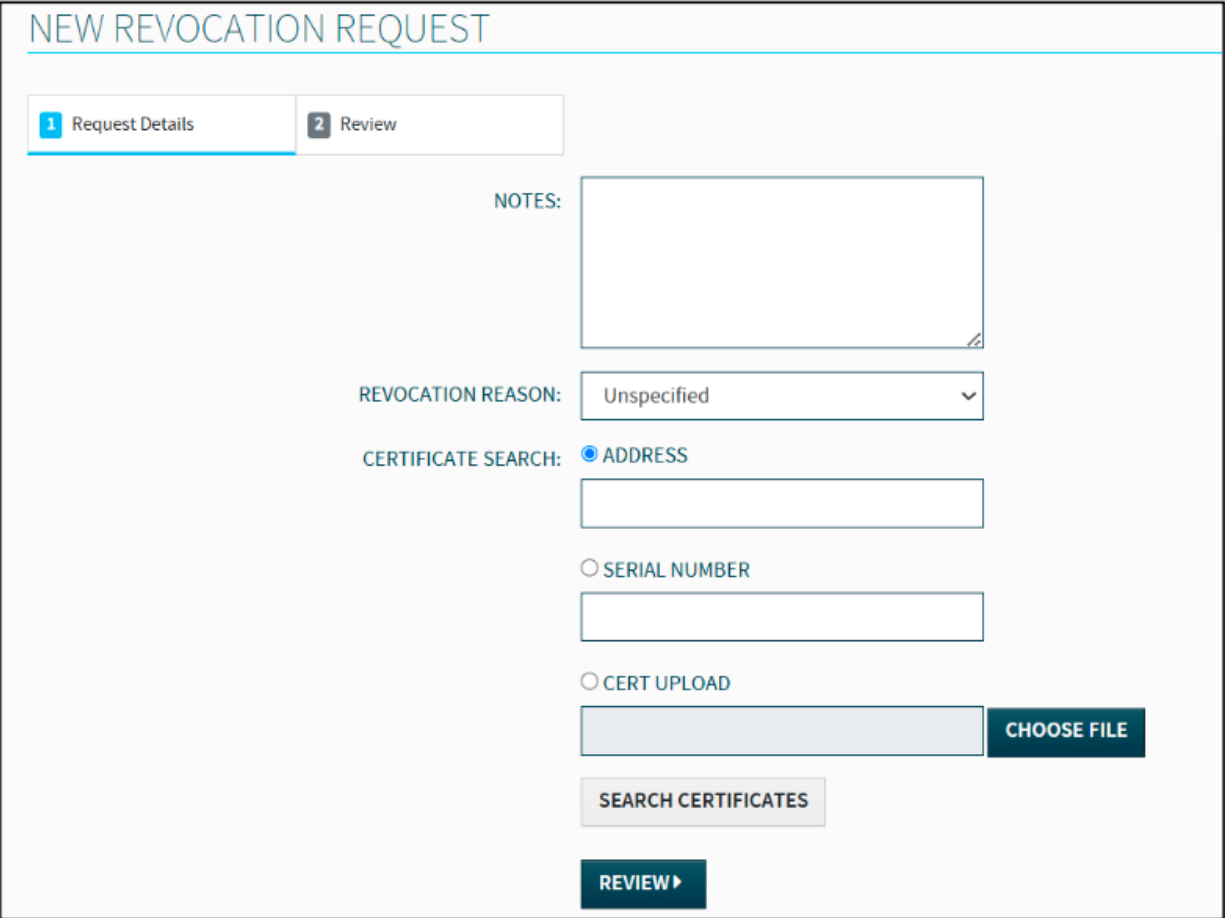 NEW REVOCATION REQUEST
1 Request Details 2 Review
NOTES:
REVOCATION REASON: Unspecified
CERTIFICATE SEARCH: ADDRESS
SERIAL NUMBER
CERT UPLOAD
CHOOSE FILE
SEARCH CERTIFICATES
REVIEW